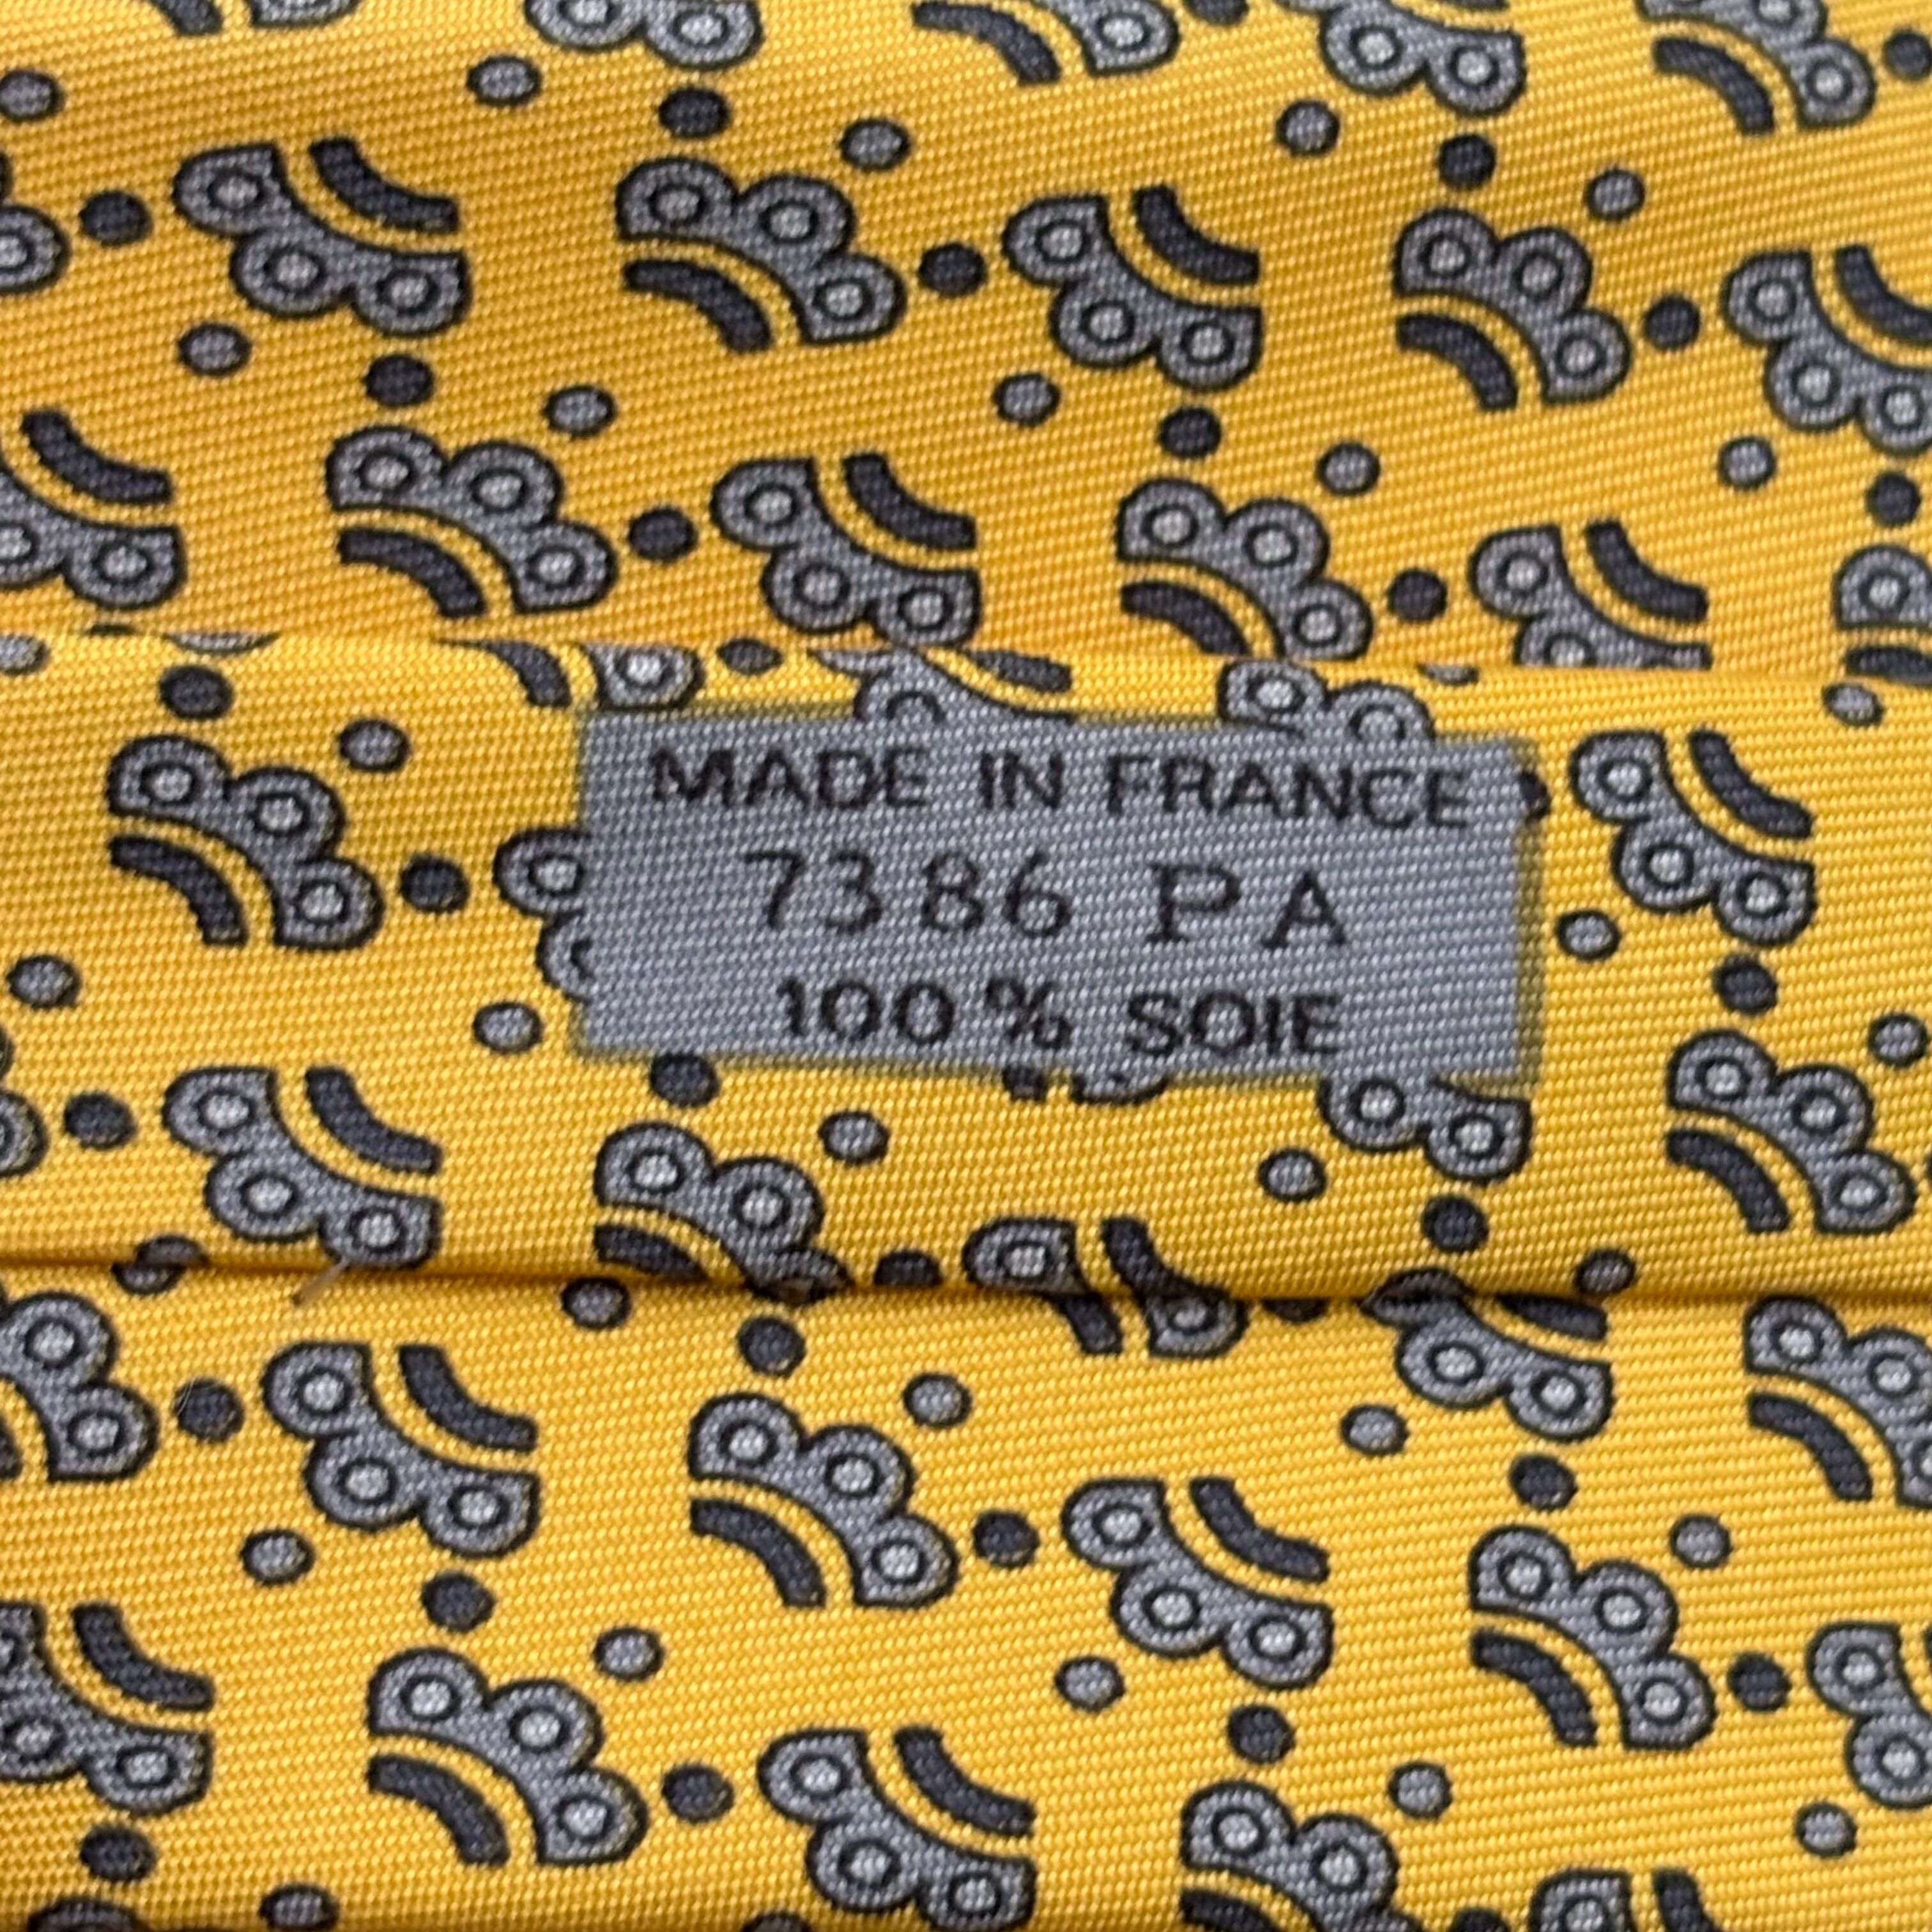 MADE IN FRANCE
7386 PA
100% SOIE